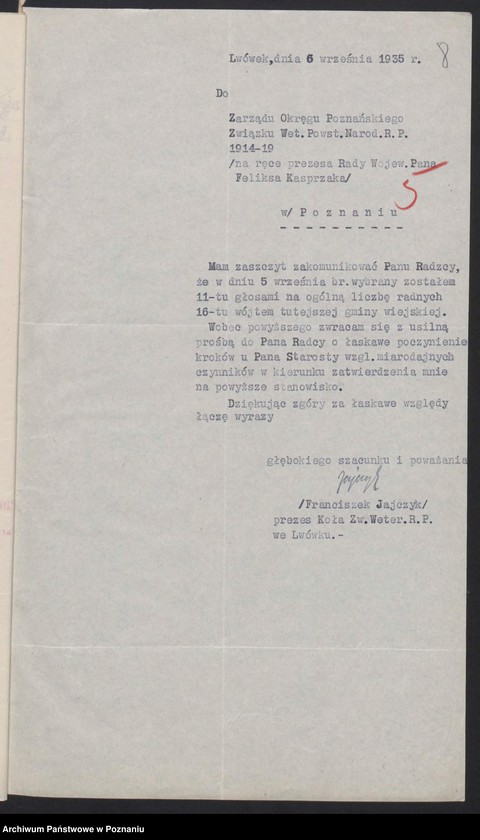 Lwówek,dnia 6 września 1935 r.
8
Do
Zarządu Okręgu Poznańskiego
Związku Wet.Powst.Narod.R.P.
1914-19
/na ręce prezesa Rady Wojew.Pana
Feliksa Kasprzaka/
5
w/ P o z n a n i u
- - - - - - - - - -
Mam zaszczyt zakomunikować Panu Radzcy,
że w dniu 5 września br.wybrany zostałem
11-tu głosami na ogólną liczbę radnych
16-tu wójtem tutejszej gminy wiejskiej.
Wobec powyższego zwracam się z usilną
prośbą do Pana Radcy o łaskawe poczynienie
kroków u Pana Starosty wzgl.miarodajnych
czynników w kierunku zatwierdzenia mnie
na powyższe stanowisko.
Dziękując zgóry za łaskawe względy
łączę wyrazy
głębokiego szacunku i poważania
Jajczyk
/Franciszek Jajczyk/
prezes Koła Zw.Weter.R.P.
we Lwówku.-
Archiwum Państwowe w Poznaniu